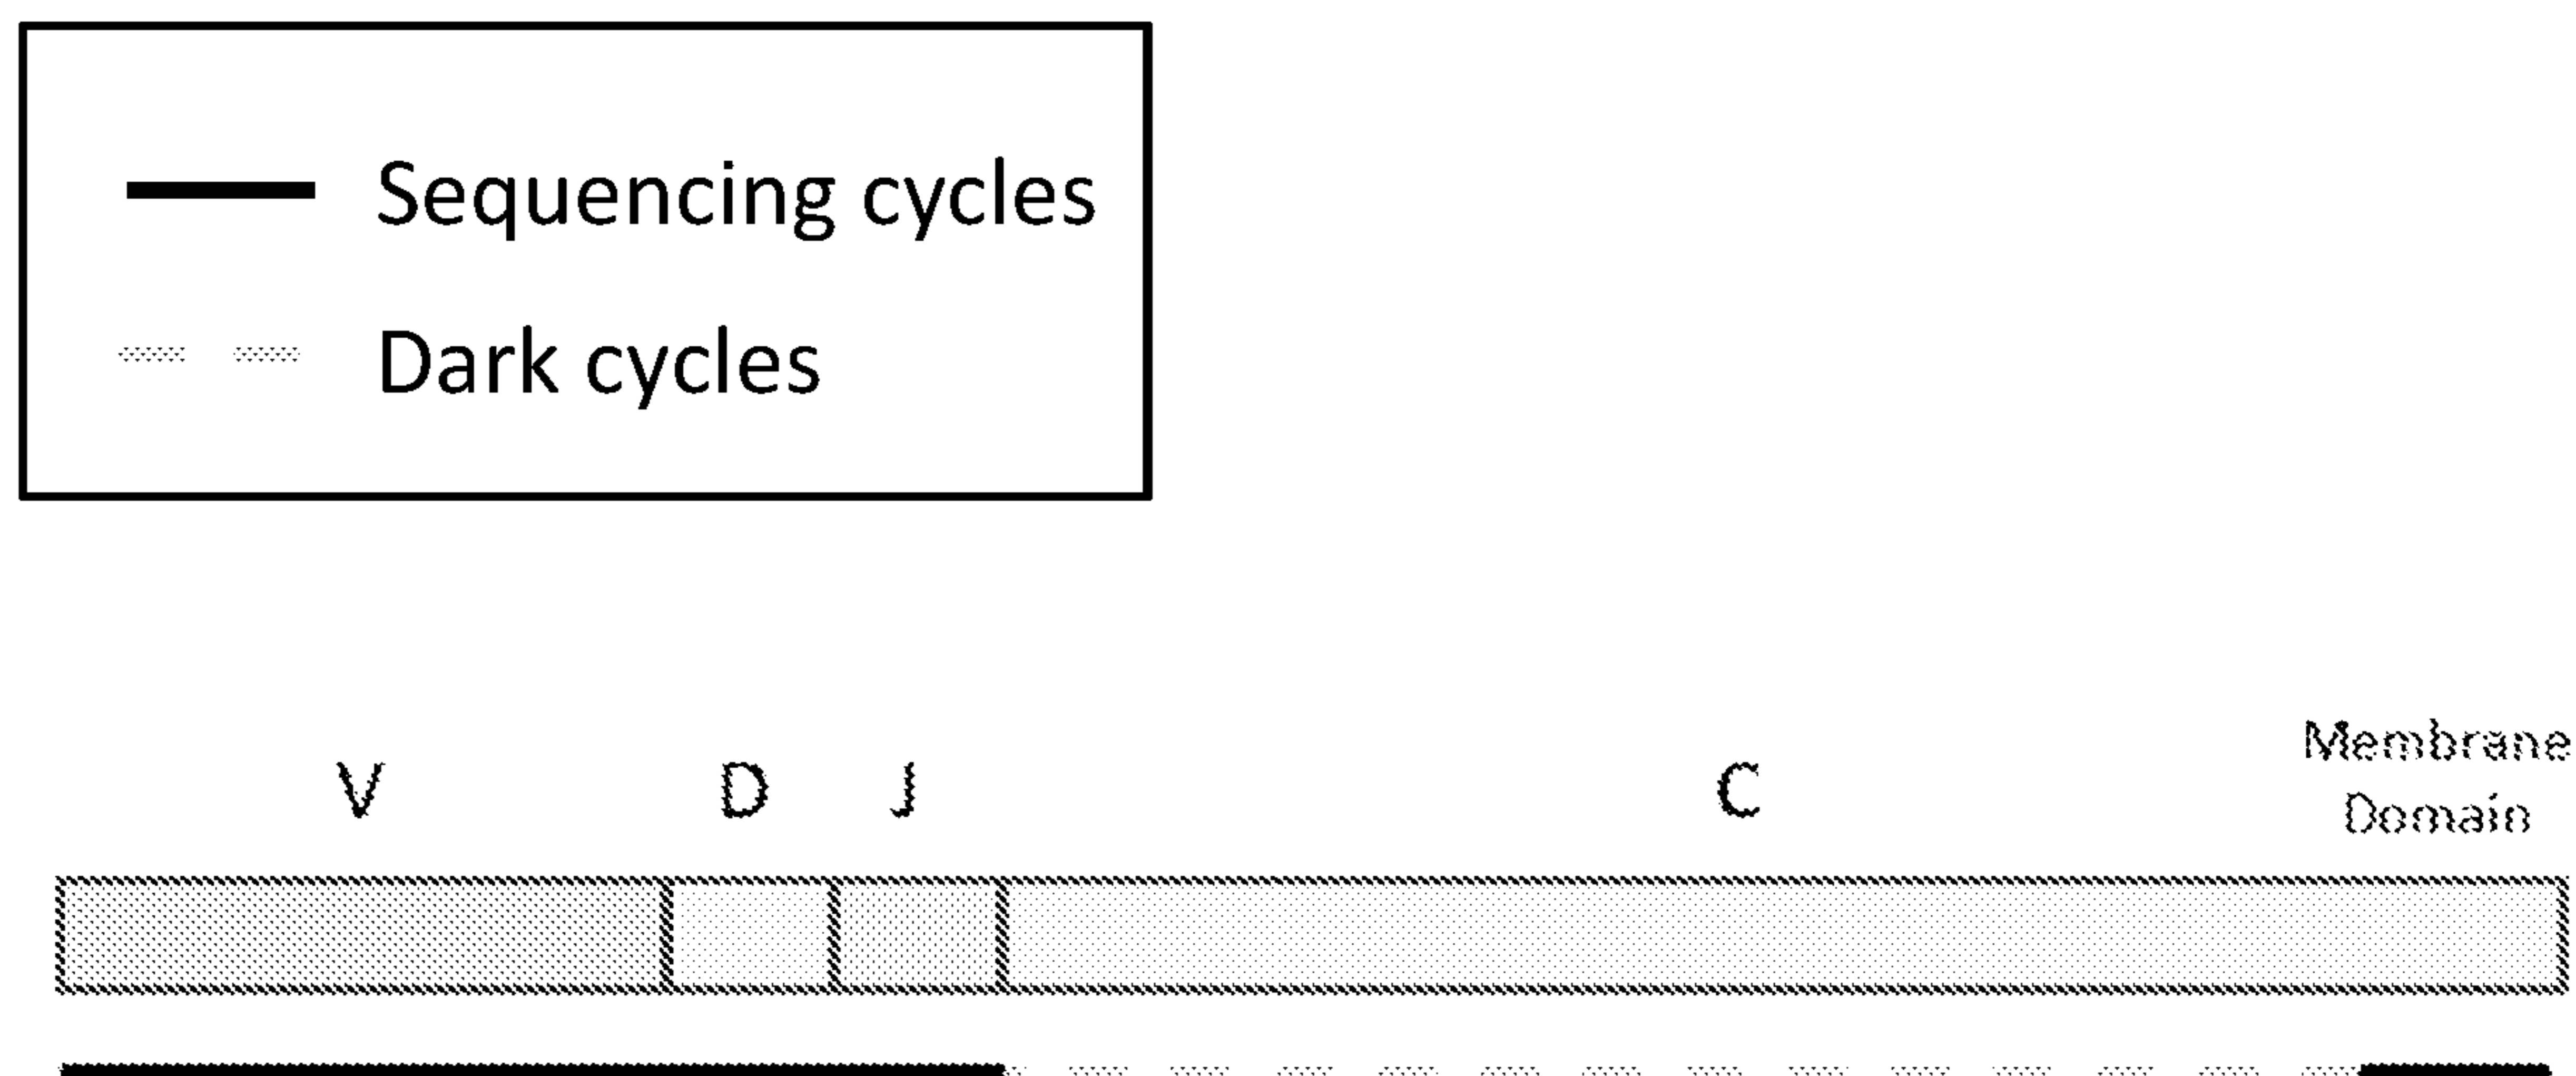 Sequencing cycles
Dark cycles
V D J C Membrane
Domain